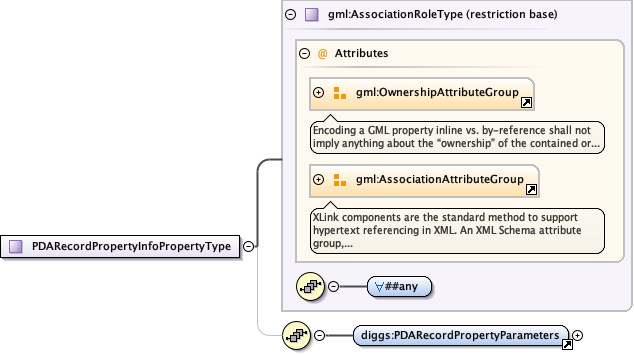 gml:AssociationRoleType (restriction base)
@ Attributes
gml:OwnershipAttributeGroup
Encoding a GML property inline vs. by-reference shall not
imply anything about the “ownership” of the contained or...
gml:AssociationAttributeGroup
XLink components are the standard method to support
hypertext referencing in XML. An XML Schema attribute
group,...
PDARecordPropertyInfoPropertyType
∀##any
diggs:PDARecordPropertyParameters